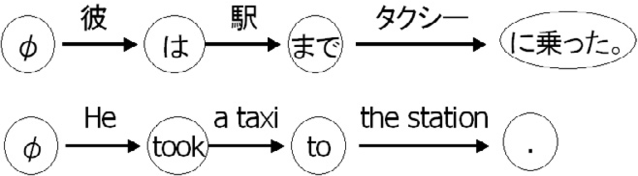 φ 彼 は 駅 まで タクシー に乗った。
φ He took a taxi to the station .